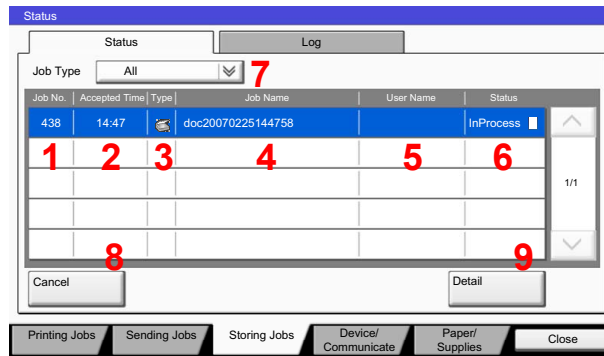 Status
Status Log
Job Type All 7
Job No. Accepted Time Type Job Name User Name Status
438 14:47 doc20070225144758 InProcess
1 2 3 4 5 6
1/1
8 9
Cancel Detail
Printing Jobs Sending Jobs Storing Jobs Device/ Communicate Paper/ Supplies Close